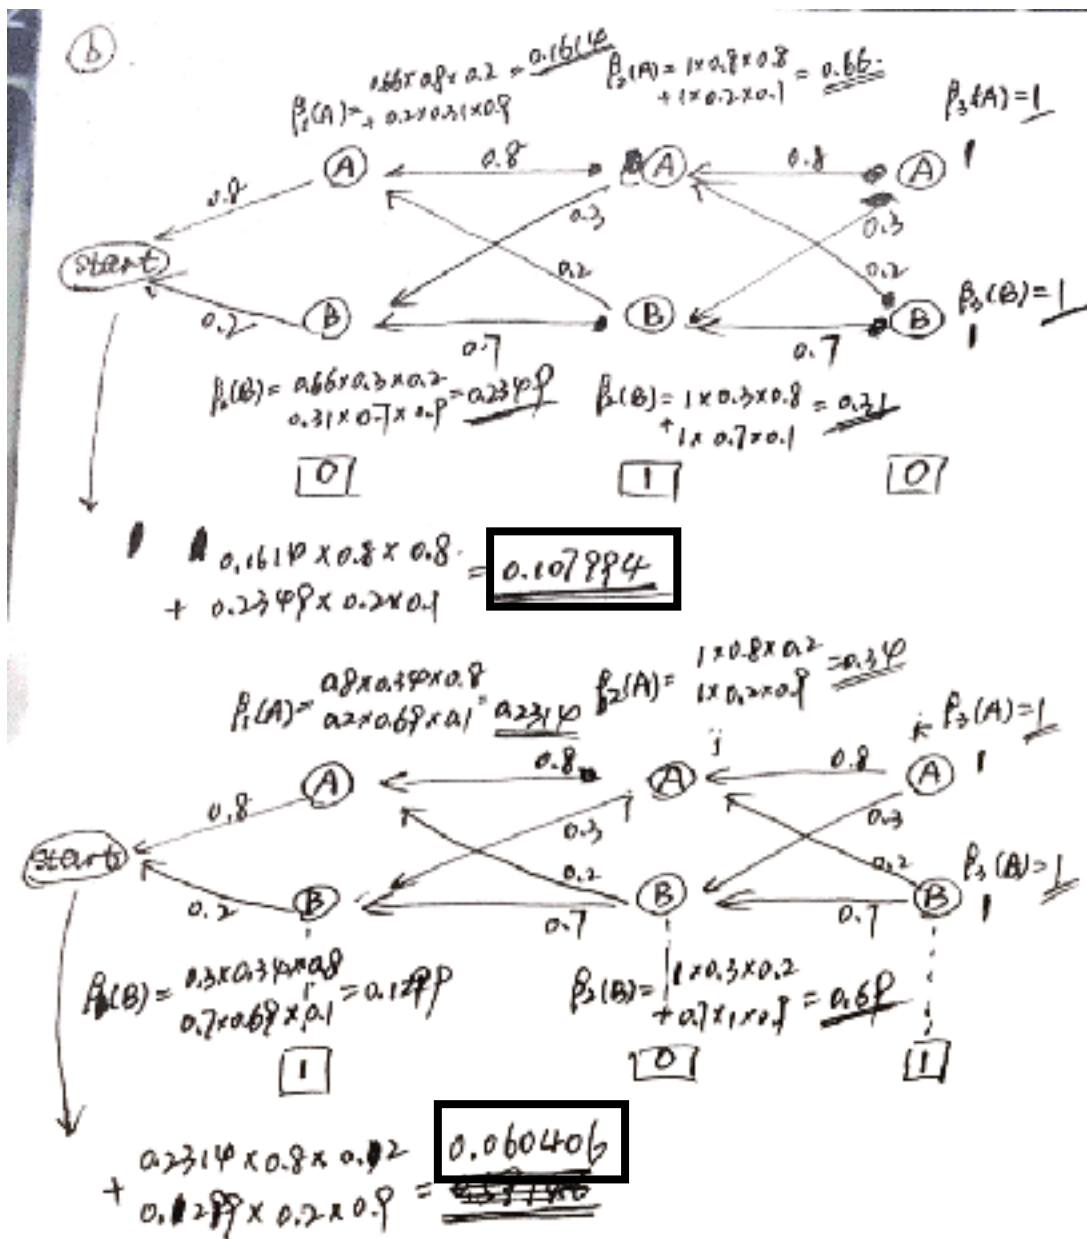 b
0.66×0.8×0.2 = 0.1614
β₁(A) = + 0.2×0.31×0.9
β₂(A) = 1×0.8×0.8 = 0.66
+ 1×0.2×0.1
β₃(A) = 1
A 0.8 A 0.8 A 1
0.8
0.3 0.3
start
0.2 0.2
0.2 B B B β₃(B) = 1
0.7 0.7 1
β₁(B) = 0.66×0.3×0.2 = 0.2349
0.31×0.7×0.9
β₂(B) = 1×0.3×0.8 = 0.31
+ 1×0.7×0.1
0 1 0
0.1614 × 0.8 × 0.8 = 0.107994
+ 0.2349 × 0.2×0.1
β₁(A) = 0.8×0.34×0.8 = 0.2314
0.2×0.69×0.1
β₂(A) = 1×0.8×0.2 = 0.34
1×0.2×0.9
j β₃(A) = 1
A 0.8 A 0.8 A 1
0.8
0.3 0.3
start
0.2 0.2 β₃(B) = 1
0.2 B 0.7 B 0.7 B 1
(B) = 0.3×0.34×0.8 = 0.1299
0.7×0.69×0.1
β₂(B) = 1×0.3×0.2 = 0.69
+ 0.7×1×0.9
1 0 1
0.2314 × 0.8 × 0.2 = 0.060406
+ 0.1299 × 0.2 × 0.9